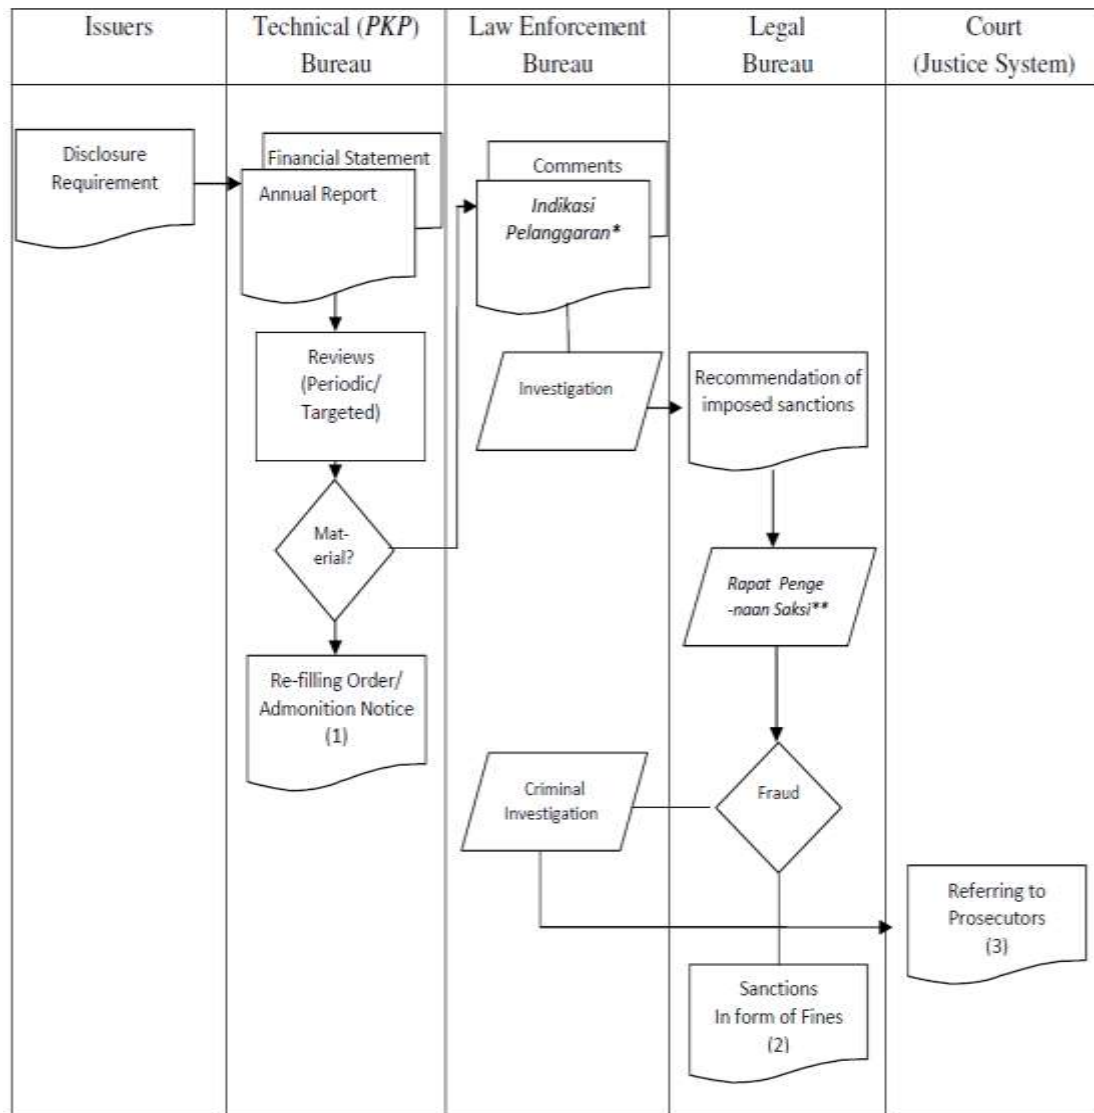 Issuers
Technical (PKP)
Bureau
Law Enforcement
Bureau
Legal
Bureau
Court
(Justice System)
Disclosure
Requirement
Financial Statement
Annual Report
Comments
Indikasi
Pelanggaran*
Reviews
(Periodic/
Targeted)
Investigation
Recommendation of
imposed sanctions
Mat-
erial?
Rapat Penge
-naan Saksi**
Re-filling Order/
Admonition Notice
(1)
Criminal
Investigation
Fraud
Referring to
Prosecutors
(3)
Sanctions
In form of Fines
(2)